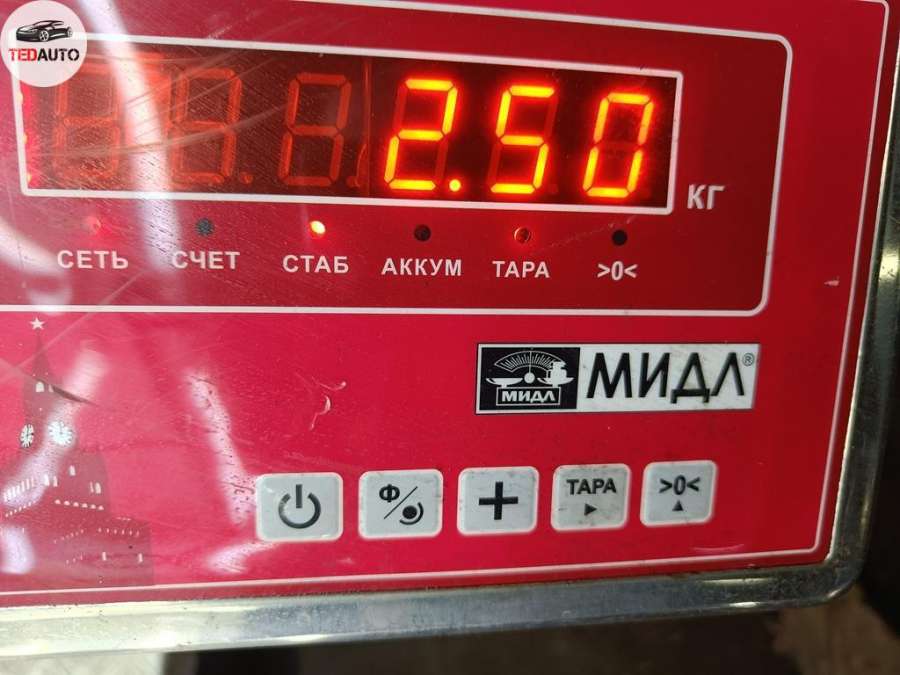 TEDAUTO
2.50
КГ
СЕТЬ СЧЕТ СТАБ АККУМ ТАРА >0<
МИДЛ МИДЛ®
Ф ТАРА >0<